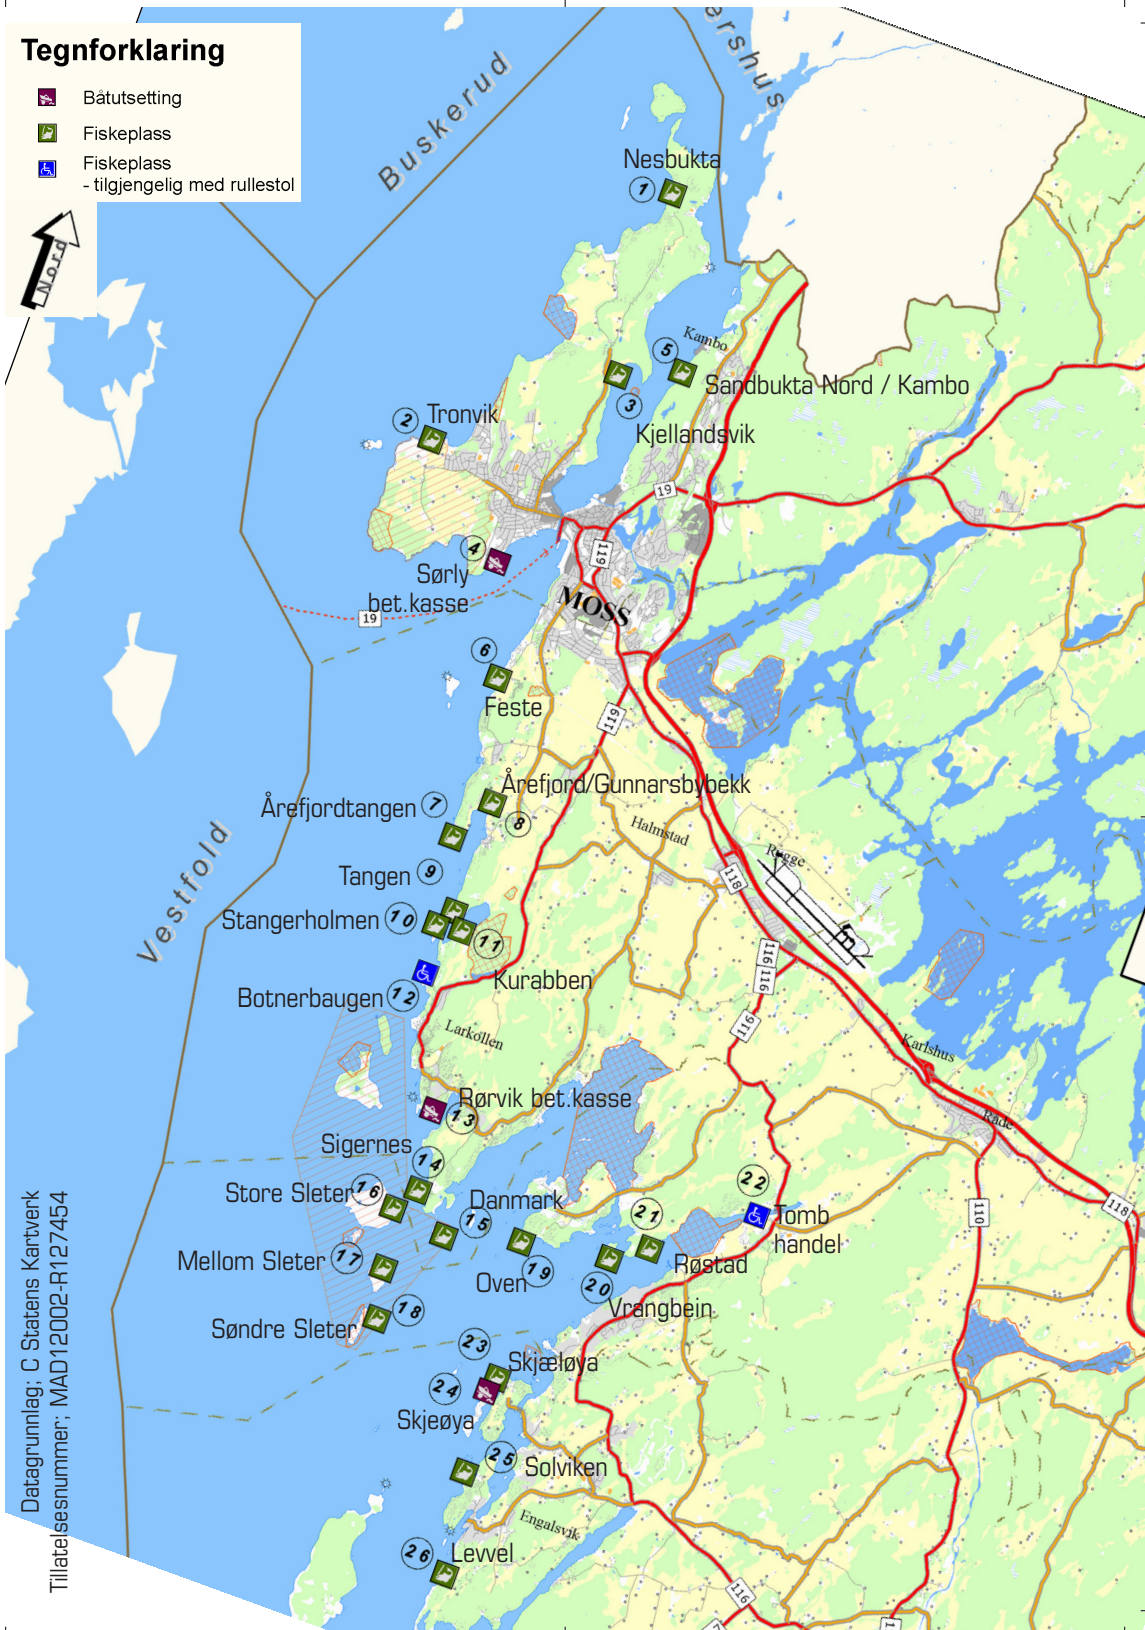 Tegnforklaring
Båtutsetting
Fiskeplass
Fiskeplass
- tilgjengelig med rullestol
Nord
Buskerud
ershus
Nesbukta
1
Kambo
5
Sandbukta Nord / Kambo
3
Kjellandsvik
2
Tronvik
19
4
Sørly
bet.kasse
119
MOSS
19
6
Feste
119
Årefjord/Gunnarsbybekk
Årefjordtangen
7
8
Halmstad
Rygge
118
Tangen
9
Vestfold
Stangerholmen
10
11
116
116
Kurabben
Botnerbaugen
12
116
Larkollen
Karlshus
Rørvik bet.kasse
13
Råde
Sigernes
14
Store Sleter
16
Danmark
15
22
Tomb
handel
21
110
118
Mellom Sleter
17
Oven
19
Røstad
20
Vrangbein
18
Søndre Sleter
23
Skjæløya
24
Skjeøya
25
Solviken
Engalsvik
26
Levvel
116
1
7
Datagrunnlag; C Statens Kartverk
Tillatelsesnummer; MAD12002-R127454